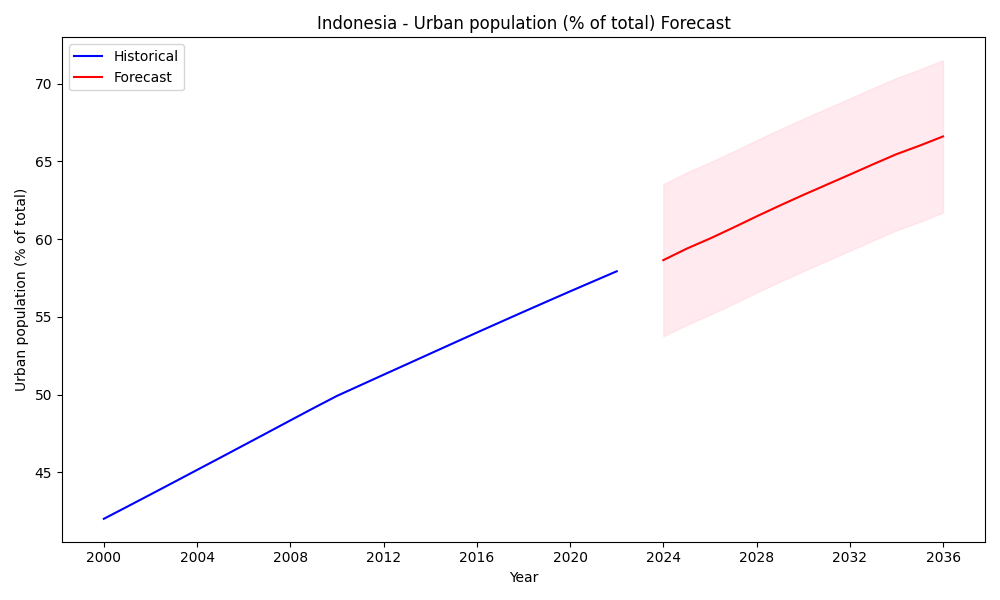 Indonesia - Urban population (% of total) Forecast
Historical
Forecast
Urban population (% of total)
70
65
60
55
50
45
2000 2004 2008 2012 2016 2020 2024 2028 2032 2036
Year